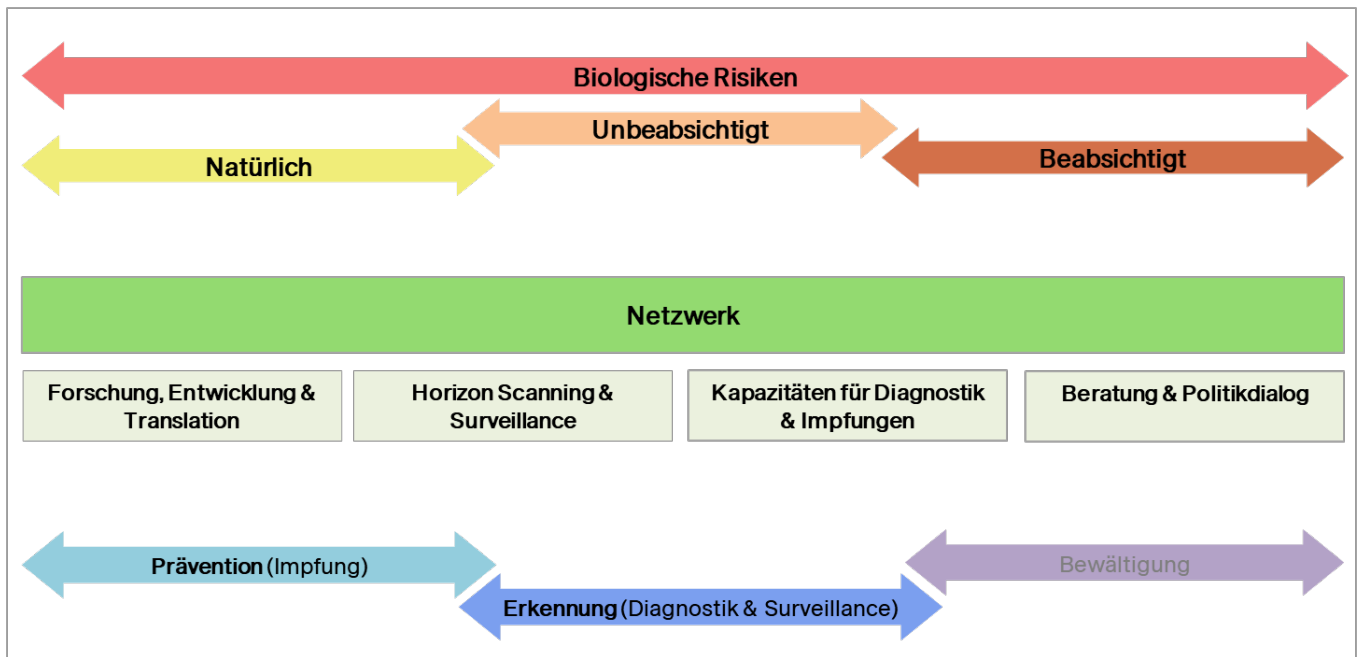 Biologische Risiken
Unbeabsichtigt
Natürlich
Beabsichtigt
Netzwerk
Forschung, Entwicklung &
Translation
Horizon Scanning &
Surveillance
Kapazitäten für Diagnostik
& Impfungen
Beratung & Politikdialog
Prävention (Impfung)
Erkennung (Diagnostik & Surveillance)
Bewältigung